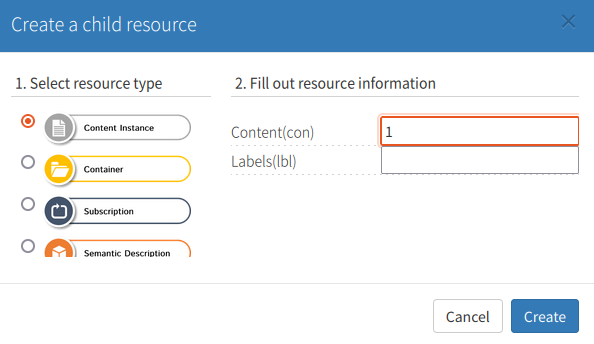 Create a child resource
1. Select resource type
2. Fill out resource information
Content Instance
Container
Subscription
Semantic Description
Content(con)
1
Labels(lbl)
Cancel
Create